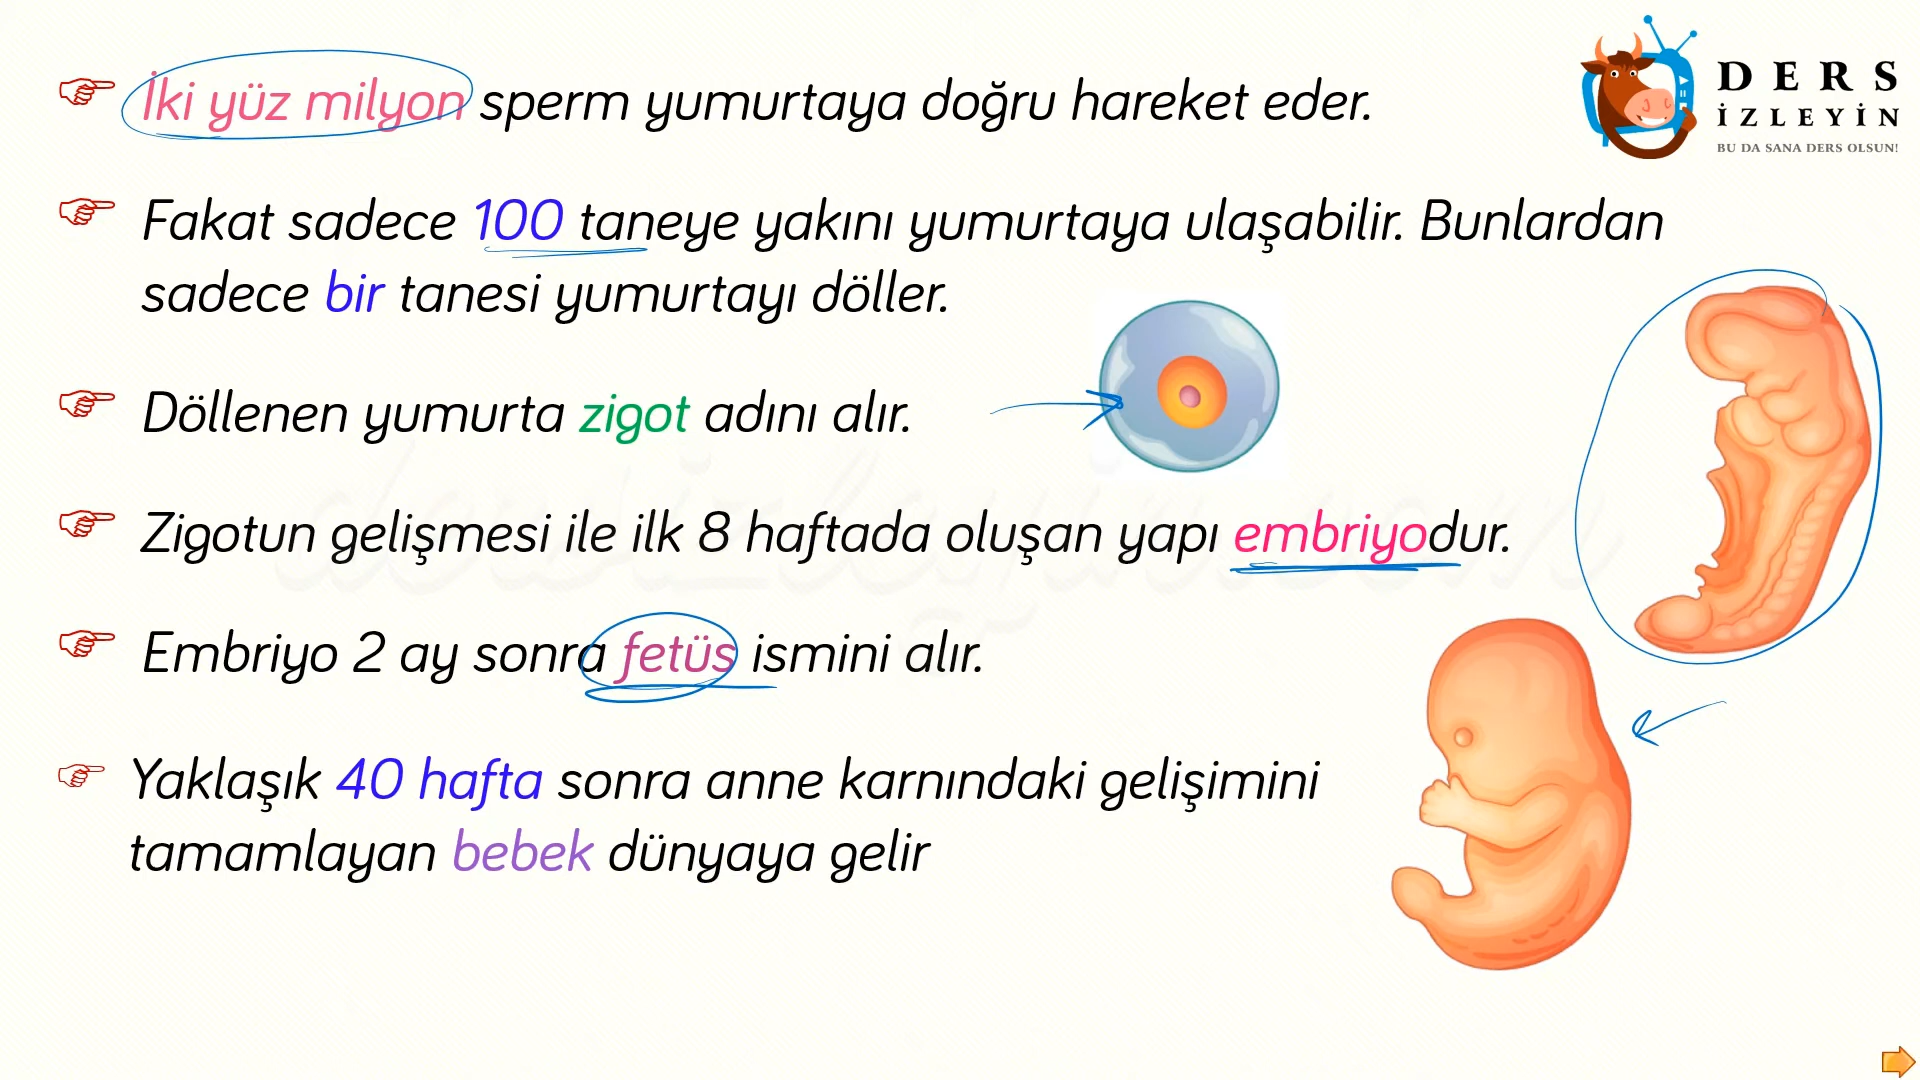 İki yüz milyon sperm yumurtaya doğru hareket eder.
DERS
İZLEYİN
BU DA SANA DERS OLSUN!
Fakat sadece 100 taneye yakını yumurtaya ulaşabilir. Bunlardan
sadece bir tanesi yumurtayı döller.
Döllenen yumurta zigot adını alır.
Zigotun gelişmesi ile ilk 8 haftada oluşan yapı embriyodur.
Embriyo 2 ay sonra fetüs ismini alır.
Yaklaşık 40 hafta sonra anne karnındaki gelişimini
tamamlayan bebek dünyaya gelir